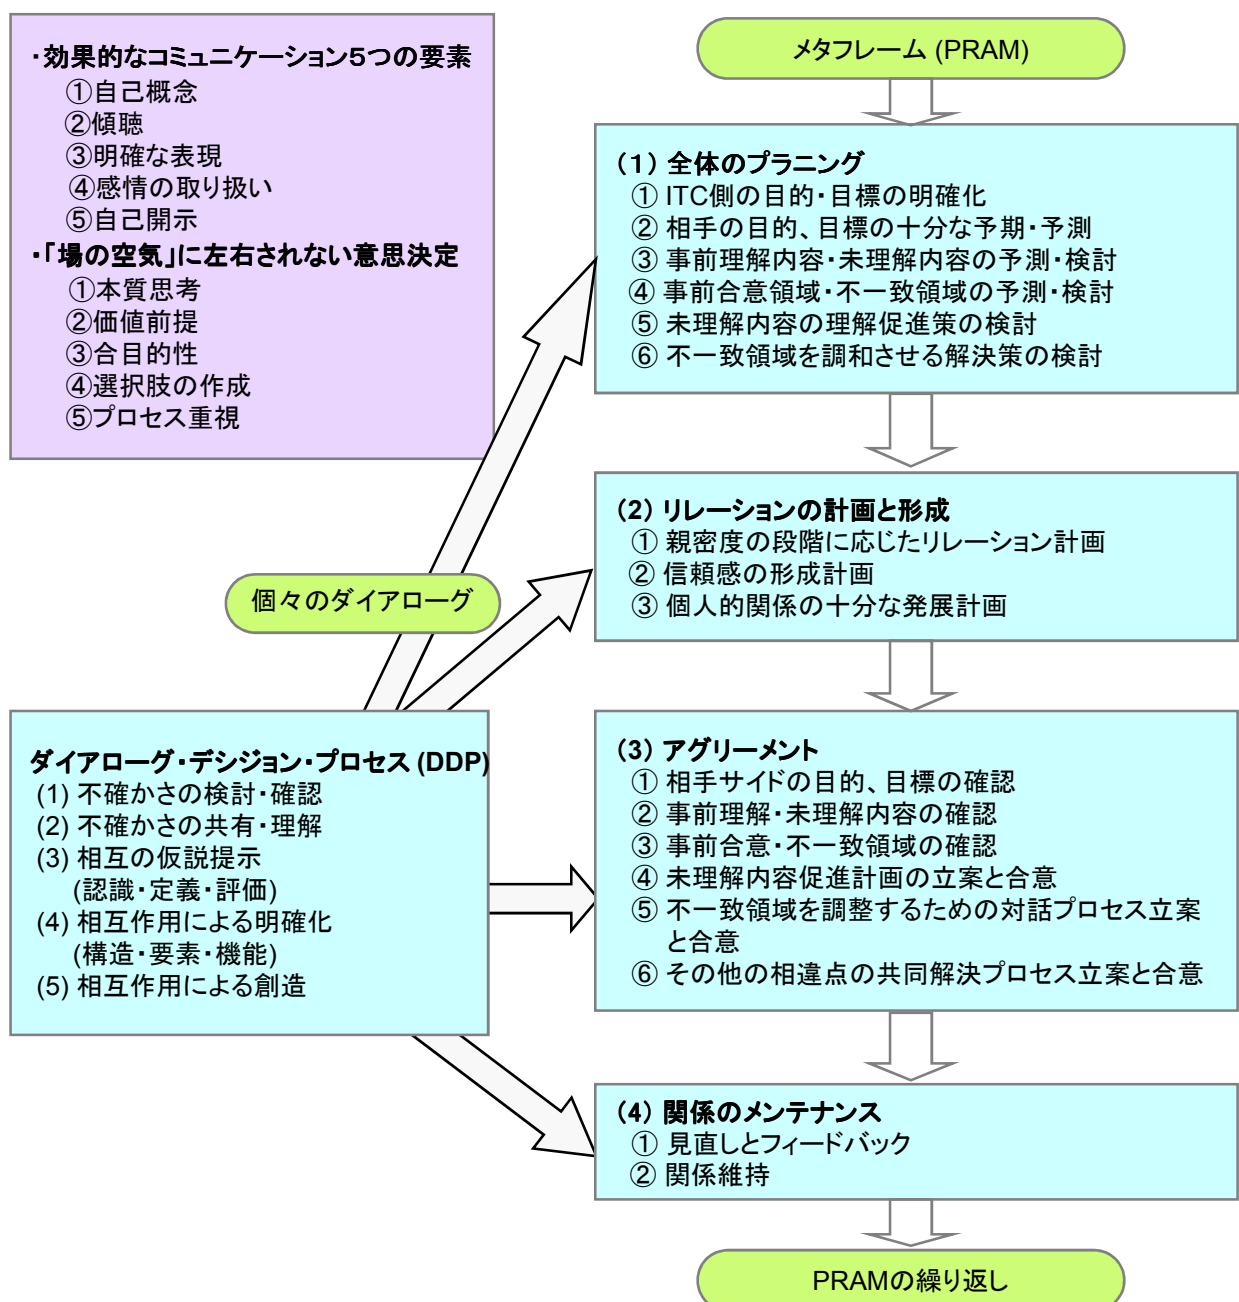 ・効果的なコミュニケーション5つの要素
①自己概念
②傾聴
③明確な表現
④感情の取り扱い
⑤自己開示
・「場の空気」に左右されない意思決定
①本質思考
②価値前提
③合目的性
④選択肢の作成
⑤プロセス重視
個々のダイアローグ
ダイアローグ・デシジョン・プロセス (DDP)
(1) 不確かさの検討・確認
(2) 不確かさの共有・理解
(3) 相互の仮説提示
(認識・定義・評価)
(4) 相互作用による明確化
(構造・要素・機能)
(5) 相互作用による創造
メタフレーム (PRAM)
(1) 全体のプラニング
① ITC側の目的・目標の明確化
② 相手の目的、目標の十分な予期・予測
③ 事前理解内容・未理解内容の予測・検討
④ 事前合意領域・不一致領域の予測・検討
⑤ 未理解内容の理解促進策の検討
⑥ 不一致領域を調和させる解決策の検討
(2) リレーションの計画と形成
① 親密度の段階に応じたリレーション計画
② 信頼感の形成計画
③ 個人的関係の十分な発展計画
(3) アグリーメント
① 相手サイドの目的、目標の確認
② 事前理解・未理解内容の確認
③ 事前合意・不一致領域の確認
④ 未理解内容促進計画の立案と合意
⑤ 不一致領域を調整するための対話プロセス立案
と合意
⑥ その他の相違点の共同解決プロセス立案と合意
(4) 関係のメンテナンス
① 見直しとフィードバック
② 関係維持
PRAMの繰り返し